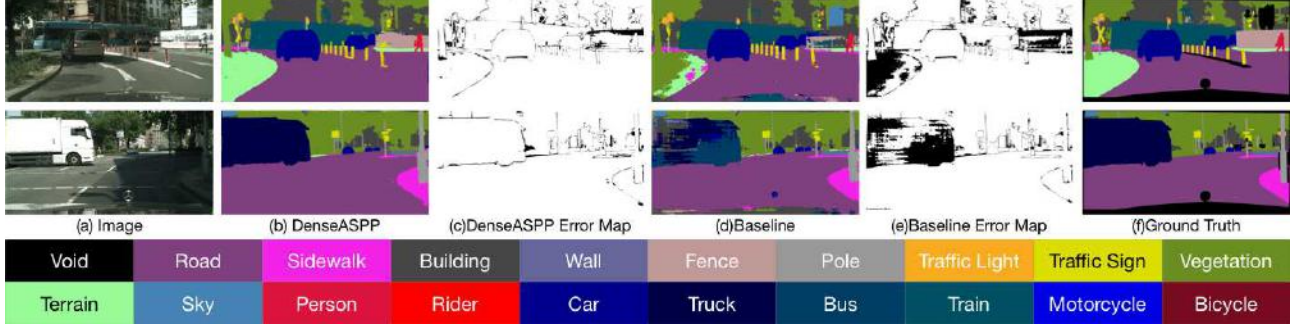 (a) Image (b) DenseASPP (c)DenseASPP Error Map (d)Baseline (e)Baseline Error Map (f)Ground Truth
Void Road Sidewalk Building Wall Fence Pole Traffic Light Traffic Sign Vegetation
Terrain Sky Person Rider Car Truck Bus Train Motorcycle Bicycle